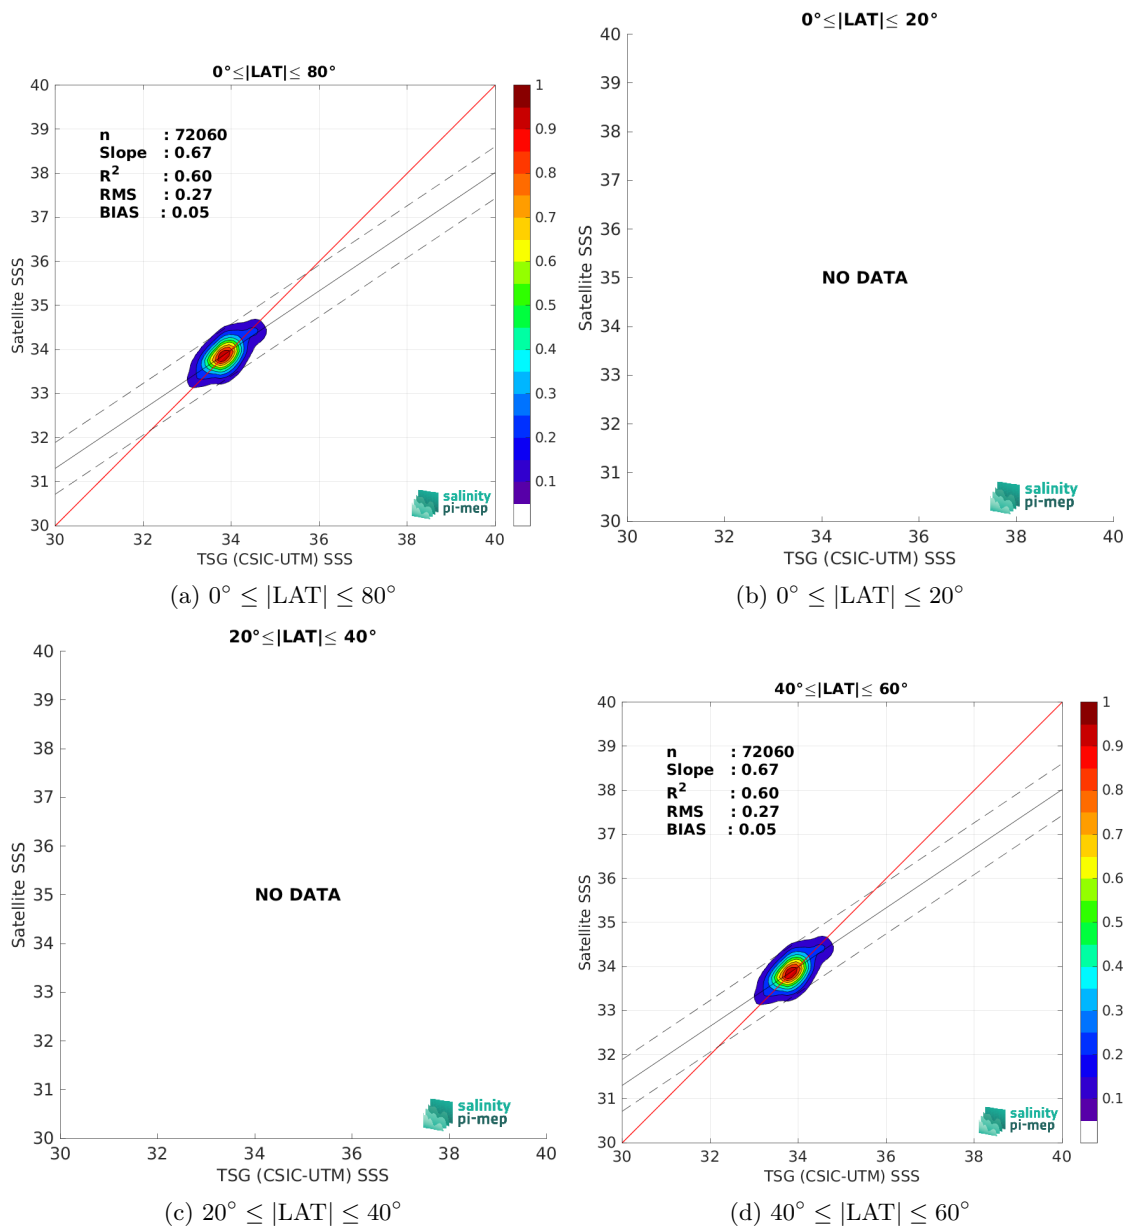 0°≤|LAT|≤ 80°
40
39
38
37
36
35
34
33
32
31
30
Satellite SSS
n : 72060
Slope : 0.67
R² : 0.60
RMS : 0.27
BIAS : 0.05
salinity
pi-mep
30 32 34 36 38 40
TSG (CSIC-UTM) SSS
1
0.9
0.8
0.7
0.6
0.5
0.4
0.3
0.2
0.1
(a) 0° ≤ |LAT| ≤ 80°
0°≤|LAT|≤ 20°
40
39
38
37
36
35
34
33
32
31
30
Satellite SSS
NO DATA
salinity
pi-mep
30 32 34 36 38 40
TSG (CSIC-UTM) SSS
(b) 0° ≤ |LAT| ≤ 20°
20°≤|LAT|≤ 40°
40
39
38
37
36
35
34
33
32
31
30
Satellite SSS
NO DATA
salinity
pi-mep
30 32 34 36 38 40
TSG (CSIC-UTM) SSS
(c) 20° ≤ |LAT| ≤ 40°
40°≤|LAT|≤ 60°
40
39
38
37
36
35
34
33
32
31
30
Satellite SSS
n : 72060
Slope : 0.67
R² : 0.60
RMS : 0.27
BIAS : 0.05
salinity
pi-mep
30 32 34 36 38 40
TSG (CSIC-UTM) SSS
1
0.9
0.8
0.7
0.6
0.5
0.4
0.3
0.2
0.1
(d) 40° ≤ |LAT| ≤ 60°